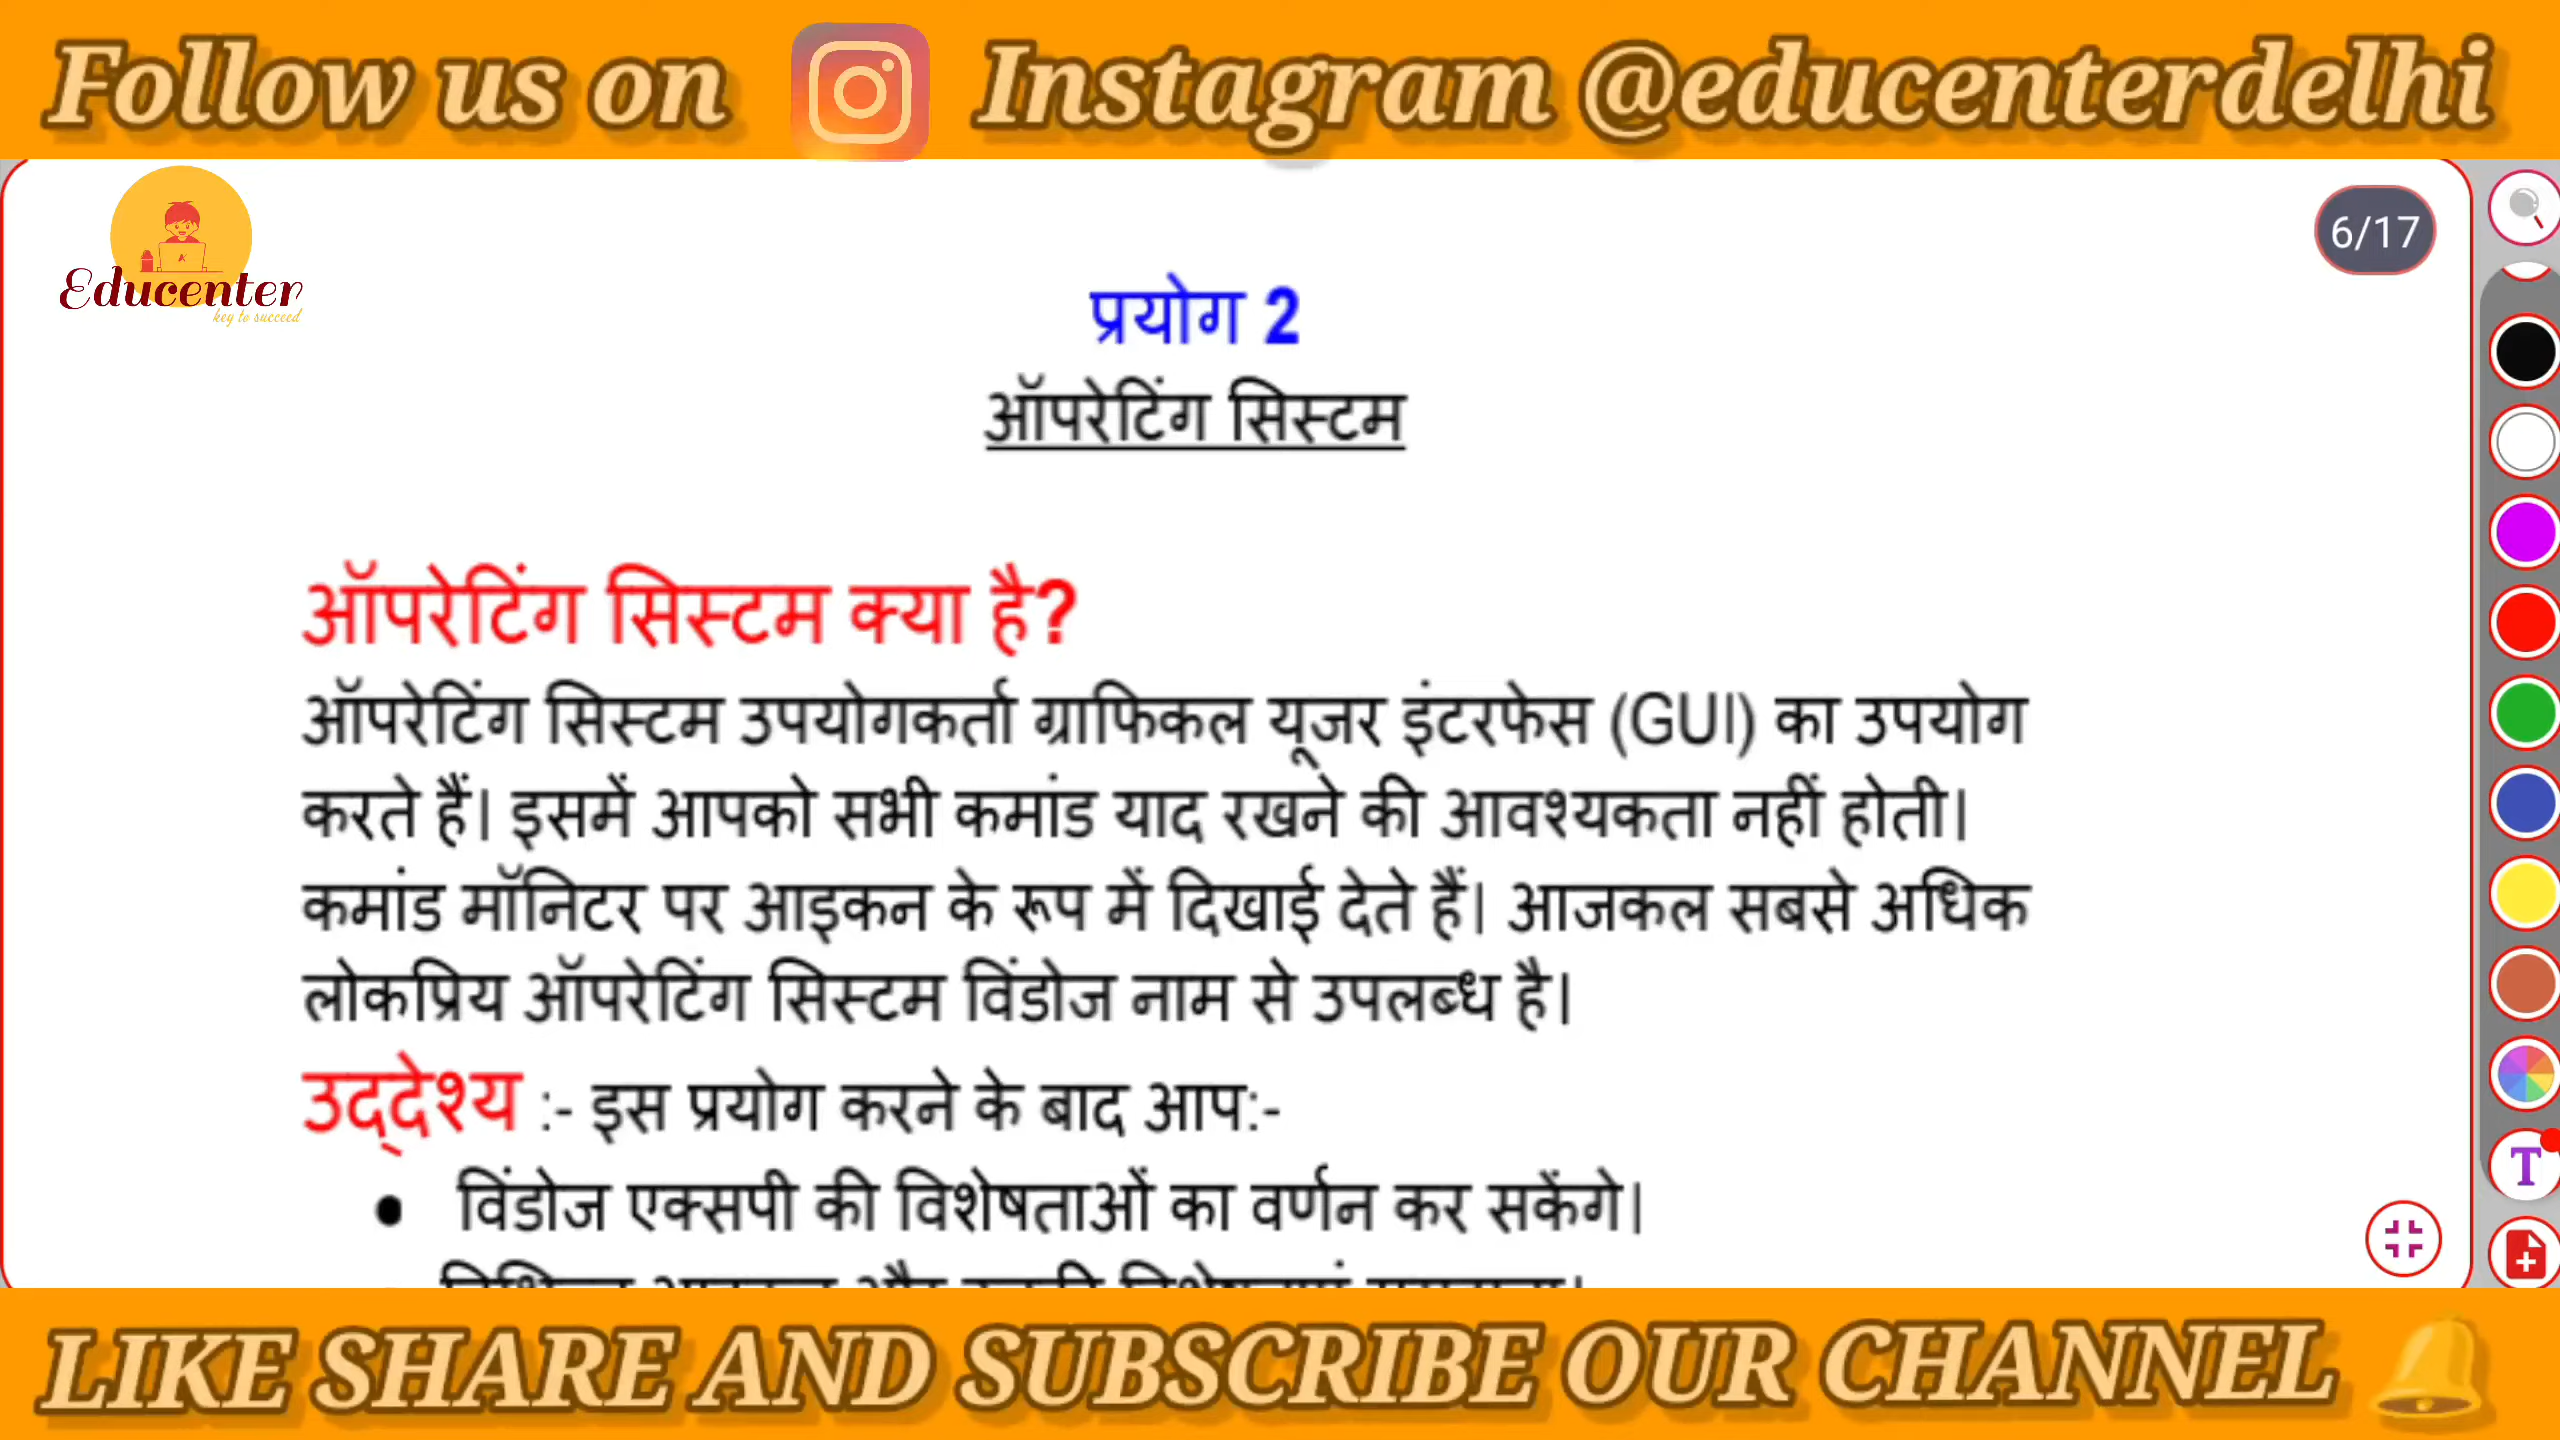 Follow us on Instagram @educenterdelhi
Educenter
key to succeed
6/17
प्रयोग 2
ऑपरेटिंग सिस्टम
ऑपरेटिंग सिस्टम क्या है?
ऑपरेटिंग सिस्टम उपयोगकर्ता ग्राफिकल यूजर इंटरफेस (GUI) का उपयोग
करते हैं। इसमें आपको सभी कमांड याद रखने की आवश्यकता नहीं होती।
कमांड मॉनिटर पर आइकन के रूप में दिखाई देते हैं। आजकल सबसे अधिक
लोकप्रिय ऑपरेटिंग सिस्टम विंडोज नाम से उपलब्ध है।
उद्देश्य :- इस प्रयोग करने के बाद आप:-
• विंडोज एक्सपी की विशेषताओं का वर्णन कर सकेंगे।
T
LIKE SHARE AND SUBSCRIBE OUR CHANNEL